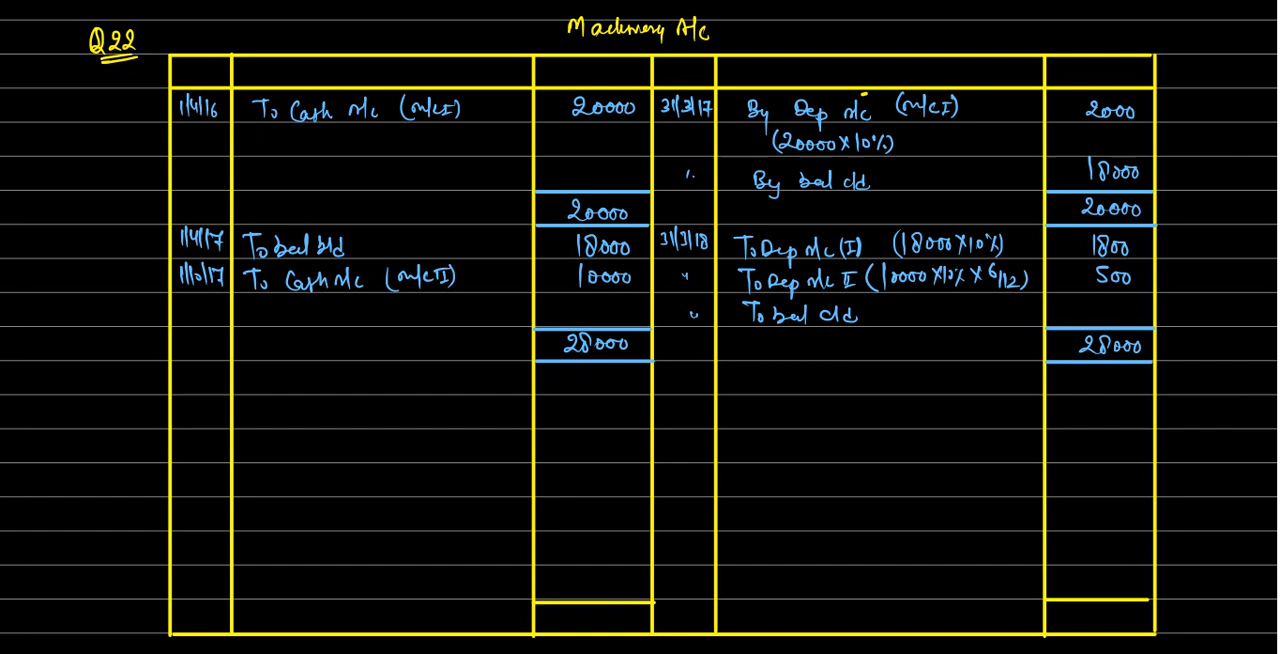 Q22
Machinery A/c
1/4/16 To Cash A/c (m/c I) 20000 31/3/17 By Dep A/c (m/c I) 2000
(20000 × 10%)
" By bal c/d 18000
20000 20000
1/4/17 To bal b/d 18000 31/3/18 To Dep A/c (I) (18000 × 10%) 1800
1/10/17 To Cash A/c (m/c II) 10000 " To Dep A/c II (10000 × 10% × 6/12) 500
" To bal c/d
28000 28000